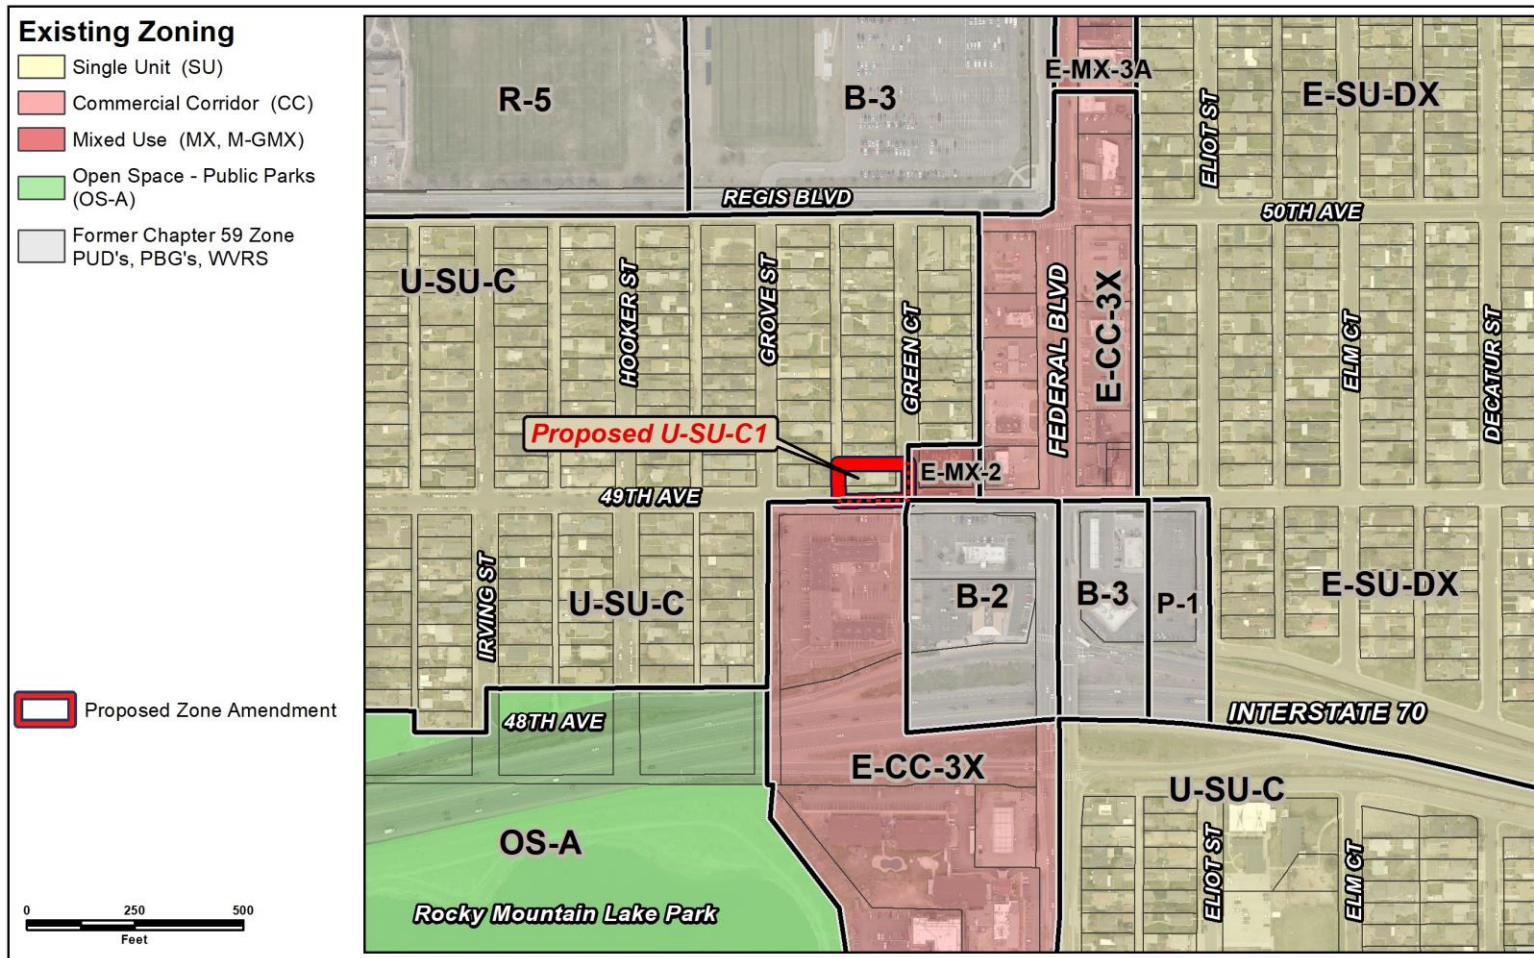 Existing Zoning
Single Unit (SU)
Commercial Corridor (CC)
Mixed Use (MX, M-GMX)
Open Space - Public Parks
(OS-A)
Former Chapter 59 Zone
PUD's, PBG's, WVRS
Proposed Zone Amendment
0 250 500
Feet
R-5
B-3
E-MX-3A
E-SU-DX
ELIOT ST
REGIS BLVD
50TH AVE
U-SU-C
HOOKER ST
GROVE ST
GREEN CT
FEDERAL BLVD
E-CC-3X
ELM CT
DECATUR ST
Proposed U-SU-C1
E-MX-2
49TH AVE
IRVING ST
U-SU-C
B-2
B-3
P-1
E-SU-DX
48TH AVE
INTERSTATE 70
E-CC-3X
U-SU-C
OS-A
ELIOT ST
ELM CT
Rocky Mountain Lake Park